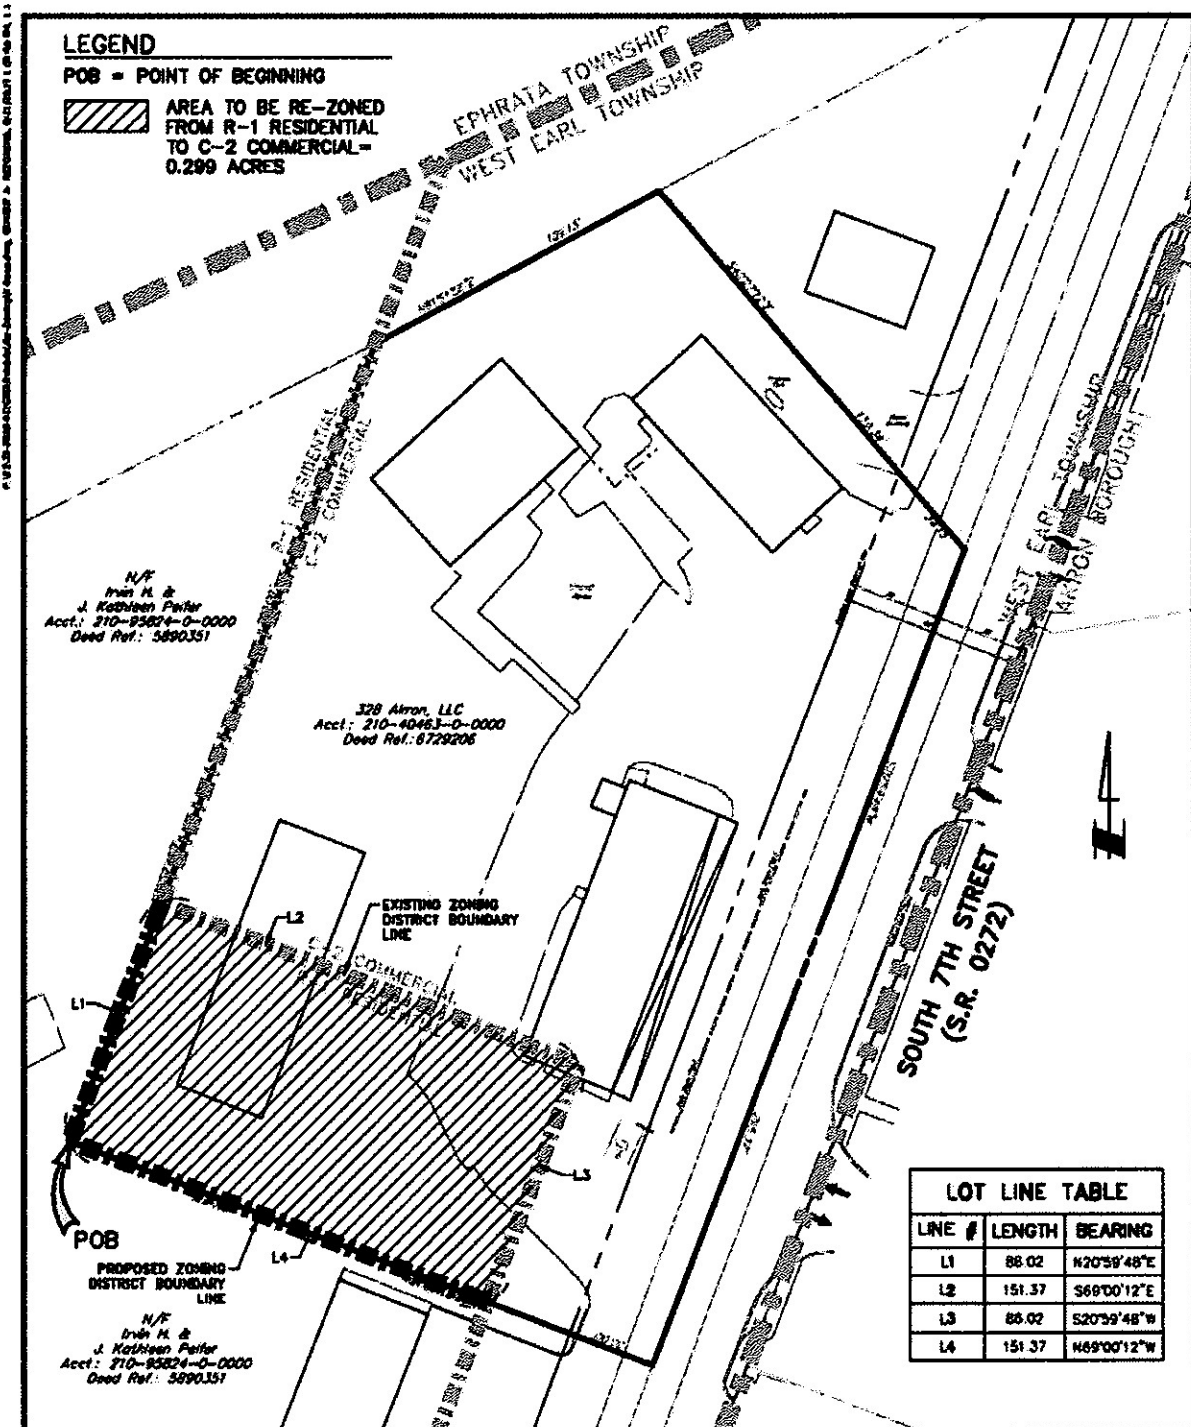 LEGEND
POB = POINT OF BEGINNING
AREA TO BE RE-ZONED
FROM R-1 RESIDENTIAL
TO C-2 COMMERCIAL=
0.299 ACRES
EPHRATA TOWNSHIP
WEST EARL TOWNSHIP
R-1 RESIDENTIAL
C-2 COMMERCIAL
WEST EARL TOWNSHIP
AKRON BOROUGH
N/F
Irvin H. &
J. Kathleen Peifer
Acct.: 210-95824-0-0000
Deed Ref.: 5890351
328 Akron, LLC
Acct.: 210-40463-0-0000
Deed Ref.: 6729206
EXISTING ZONING
DISTRICT BOUNDARY
LINE
L2
C-2 COMMERCIAL
R-1 RESIDENTIAL
L1
L3
L4
SOUTH 7TH STREET
(S.R. 0272)
POB
PROPOSED ZONING
DISTRICT BOUNDARY
LINE
N/F
Irvin H. &
J. Kathleen Peifer
Acct.: 210-95824-0-0000
Deed Ref.: 5890351
LOT LINE TABLE
LINE # LENGTH BEARING
L1 86.02 N20°59'48"E
L2 151.37 S69°00'12"E
L3 86.02 S20°59'48"W
L4 151.37 N69°00'12"W